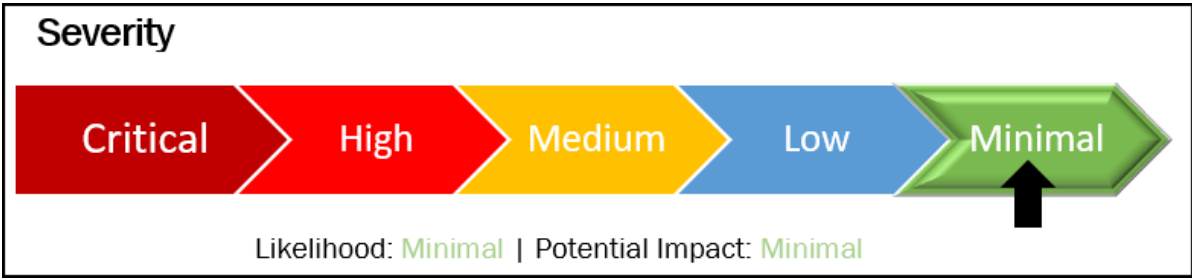 Severity
Critical High Medium Low Minimal
Likelihood: Minimal | Potential Impact: Minimal